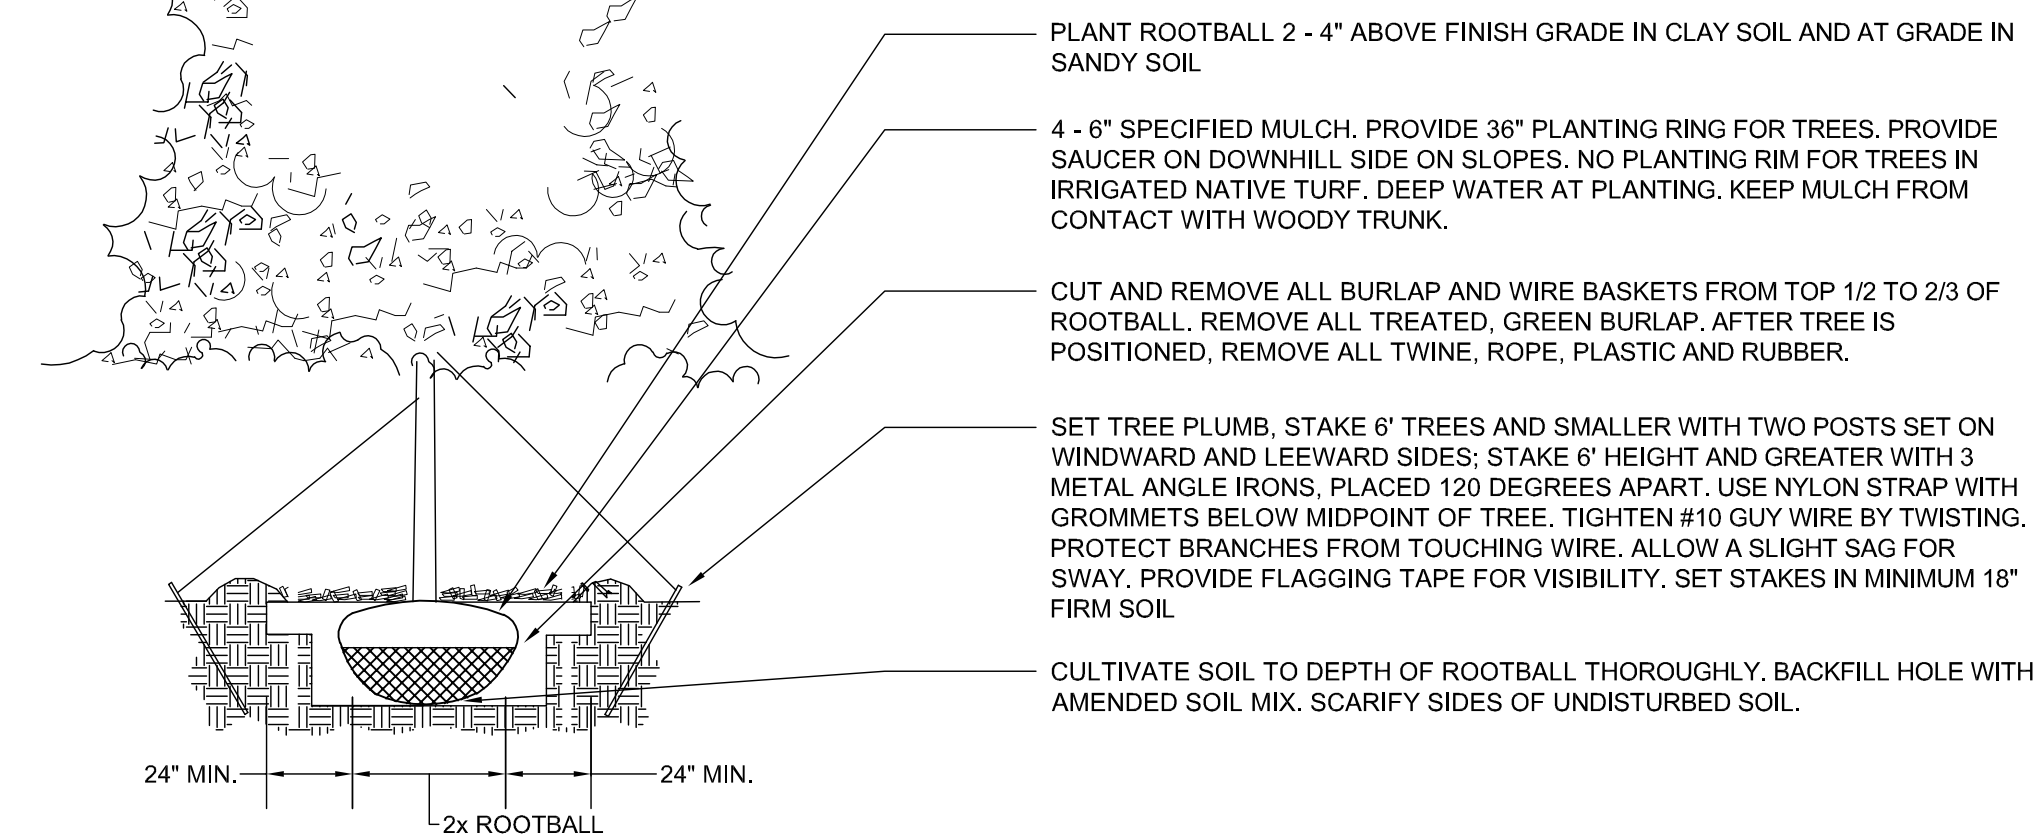 PLANT ROOTBALL 2 - 4" ABOVE FINISH GRADE IN CLAY SOIL AND AT GRADE IN
SANDY SOIL
4 - 6" SPECIFIED MULCH. PROVIDE 36" PLANTING RING FOR TREES. PROVIDE
SAUCER ON DOWNHILL SIDE ON SLOPES. NO PLANTING RIM FOR TREES IN
IRRIGATED NATIVE TURF. DEEP WATER AT PLANTING. KEEP MULCH FROM
CONTACT WITH WOODY TRUNK.
CUT AND REMOVE ALL BURLAP AND WIRE BASKETS FROM TOP 1/2 TO 2/3 OF
ROOTBALL. REMOVE ALL TREATED, GREEN BURLAP. AFTER TREE IS
POSITIONED, REMOVE ALL TWINE, ROPE, PLASTIC AND RUBBER.
SET TREE PLUMB, STAKE 6' TREES AND SMALLER WITH TWO POSTS SET ON
WINDWARD AND LEEWARD SIDES; STAKE 6' HEIGHT AND GREATER WITH 3
METAL ANGLE IRONS, PLACED 120 DEGREES APART. USE NYLON STRAP WITH
GROMMETS BELOW MIDPOINT OF TREE. TIGHTEN #10 GUY WIRE BY TWISTING.
PROTECT BRANCHES FROM TOUCHING WIRE. ALLOW A SLIGHT SAG FOR
SWAY. PROVIDE FLAGGING TAPE FOR VISIBILITY. SET STAKES IN MINIMUM 18"
FIRM SOIL
CULTIVATE SOIL TO DEPTH OF ROOTBALL THOROUGHLY. BACKFILL HOLE WITH
AMENDED SOIL MIX. SCARIFY SIDES OF UNDISTURBED SOIL.
24" MIN.
24" MIN.
2x ROOTBALL